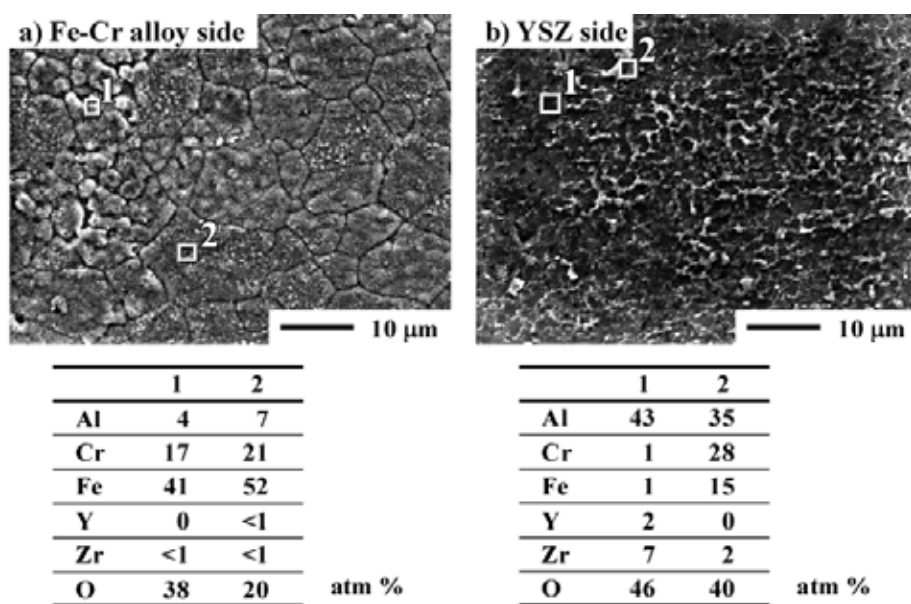 a) Fe-Cr alloy side
1
2
10 μm
b) YSZ side
1
2
10 μm
1 2
Al 4 7
Cr 17 21
Fe 41 52
Y 0 <1
Zr <1 <1
O 38 20
atm %
1 2
Al 43 35
Cr 1 28
Fe 1 15
Y 2 0
Zr 7 2
O 46 40
atm %